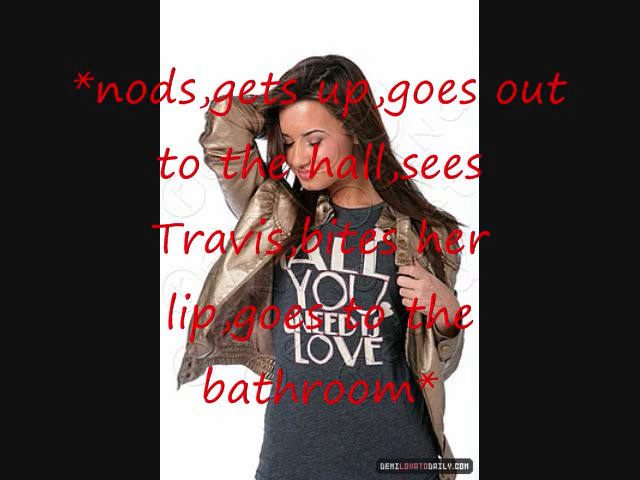 *nods,gets up,goes out
to the hall,sees
Travis,bites her
lip,goes to the
bathroom*
ALL
YOU
NEED IS
LOVE
DEMILOVATODAILY.COM